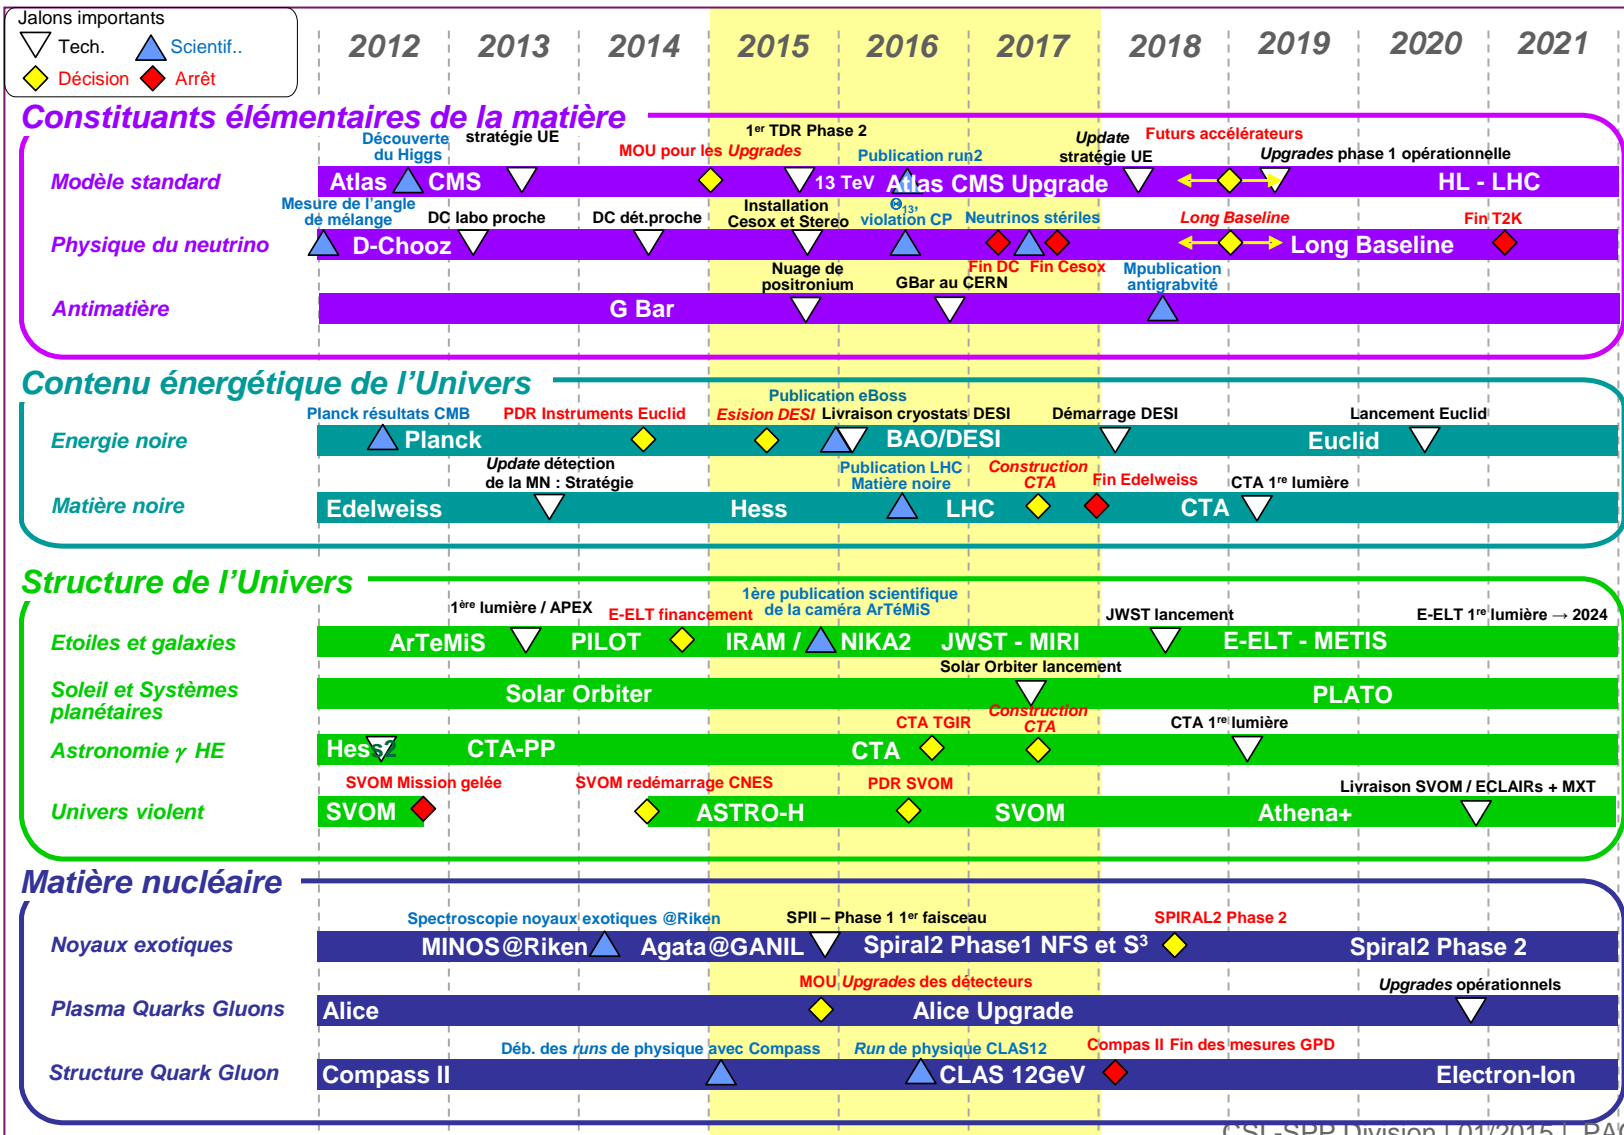 Jalons importants
Tech. Scientif..
Décision Arrêt
2012 2013 2014 2015 2016 2017 2018 2019 2020 2021
Constituants élémentaires de la matière
Découverte
du Higgs
stratégie UE
MOU pour les Upgrades
1er TDR Phase 2
Publication run2
Update
stratégie UE
Futurs accélérateurs
Upgrades phase 1 opérationnelle
Modèle standard
Atlas CMS 13 TeV Atlas CMS Upgrade HL - LHC
Mesure de l'angle
de mélange
DC labo proche
DC dét.proche
Installation
Cesox et Stereo
Θ13,
violation CP
Neutrinos stériles
Long Baseline
Fin T2K
Physique du neutrino
D-Chooz Long Baseline
Fin DC Fin Cesox
Nuage de
positronium
GBar au CERN
Mpublication
antigrabvité
Antimatière
G Bar
Contenu énergétique de l'Univers
Planck résultats CMB
PDR Instruments Euclid
Esision DESI
Publication eBoss
Livraison cryostats DESI
Démarrage DESI
Lancement Euclid
Energie noire
Planck BAO/DESI Euclid
Update détection
de la MN : Stratégie
Publication LHC
Matière noire
Construction
CTA
Fin Edelweiss
CTA 1re lumière
Matière noire
Edelweiss Hess LHC CTA
Structure de l'Univers
1ère lumière / APEX
E-ELT financement
1ère publication scientifique
de la caméra ArTéMiS
JWST lancement
E-ELT 1re lumière → 2024
Etoiles et galaxies
ArTeMiS PILOT IRAM / NIKA2 JWST - MIRI E-ELT - METIS
Solar Orbiter lancement
Soleil et Systèmes
planétaires
Solar Orbiter PLATO
CTA TGIR
Construction
CTA
CTA 1re lumière
Astronomie γ HE
Hess2 CTA-PP CTA
SVOM Mission gelée
SVOM redémarrage CNES
PDR SVOM
Livraison SVOM / ECLAIRs + MXT
Univers violent
SVOM ASTRO-H SVOM Athena+
Matière nucléaire
Spectroscopie noyaux exotiques @Riken
SPII – Phase 1 1er faisceau
SPIRAL2 Phase 2
Noyaux exotiques
MINOS@Riken Agata@GANIL Spiral2 Phase1 NFS et S3 Spiral2 Phase 2
MOU Upgrades des détecteurs
Upgrades opérationnels
Plasma Quarks Gluons
Alice Alice Upgrade
Déb. des runs de physique avec Compass
Run de physique CLAS12
Compas II Fin des mesures GPD
Structure Quark Gluon
Compass II CLAS 12GeV Electron-Ion
CSI-SPP Division | 01/2015 |